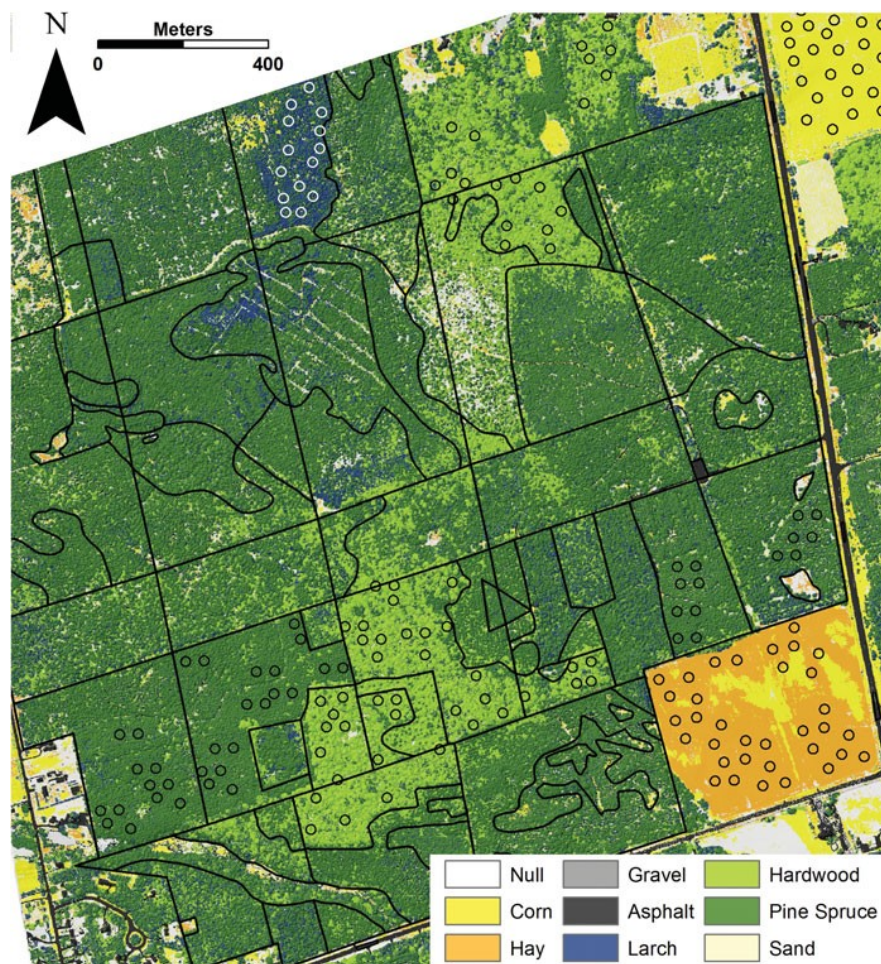 N
Meters
0 400
Null Gravel Hardwood
Corn Asphalt Pine Spruce
Hay Larch Sand